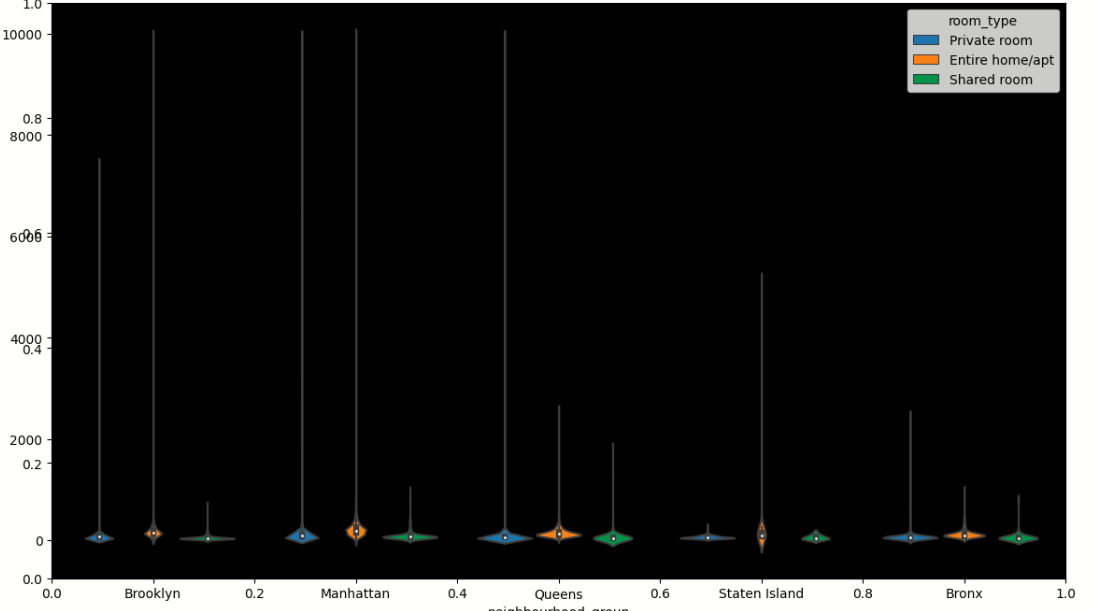 1.0
10000
0.8
8000
0.6
6000
4000
0.4
2000
0.2
0
0.0
room_type
Private room
Entire home/apt
Shared room
0.0 Brooklyn 0.2 Manhattan 0.4 Queens 0.6 Staten Island 0.8 Bronx 1.0
neighbourhood_group